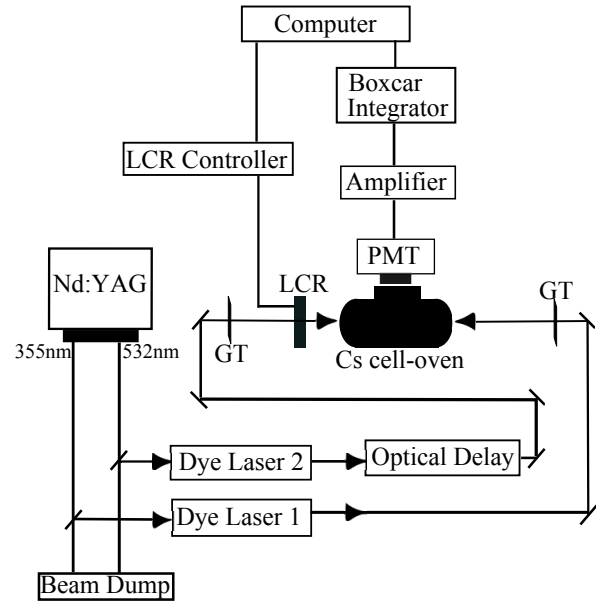 Computer
Boxcar
Integrator
LCR Controller
Amplifier
PMT
Nd:YAG
LCR
GT
355nm
532nm
GT
Cs cell-oven
Dye Laser 2
Optical Delay
Dye Laser 1
Beam Dump